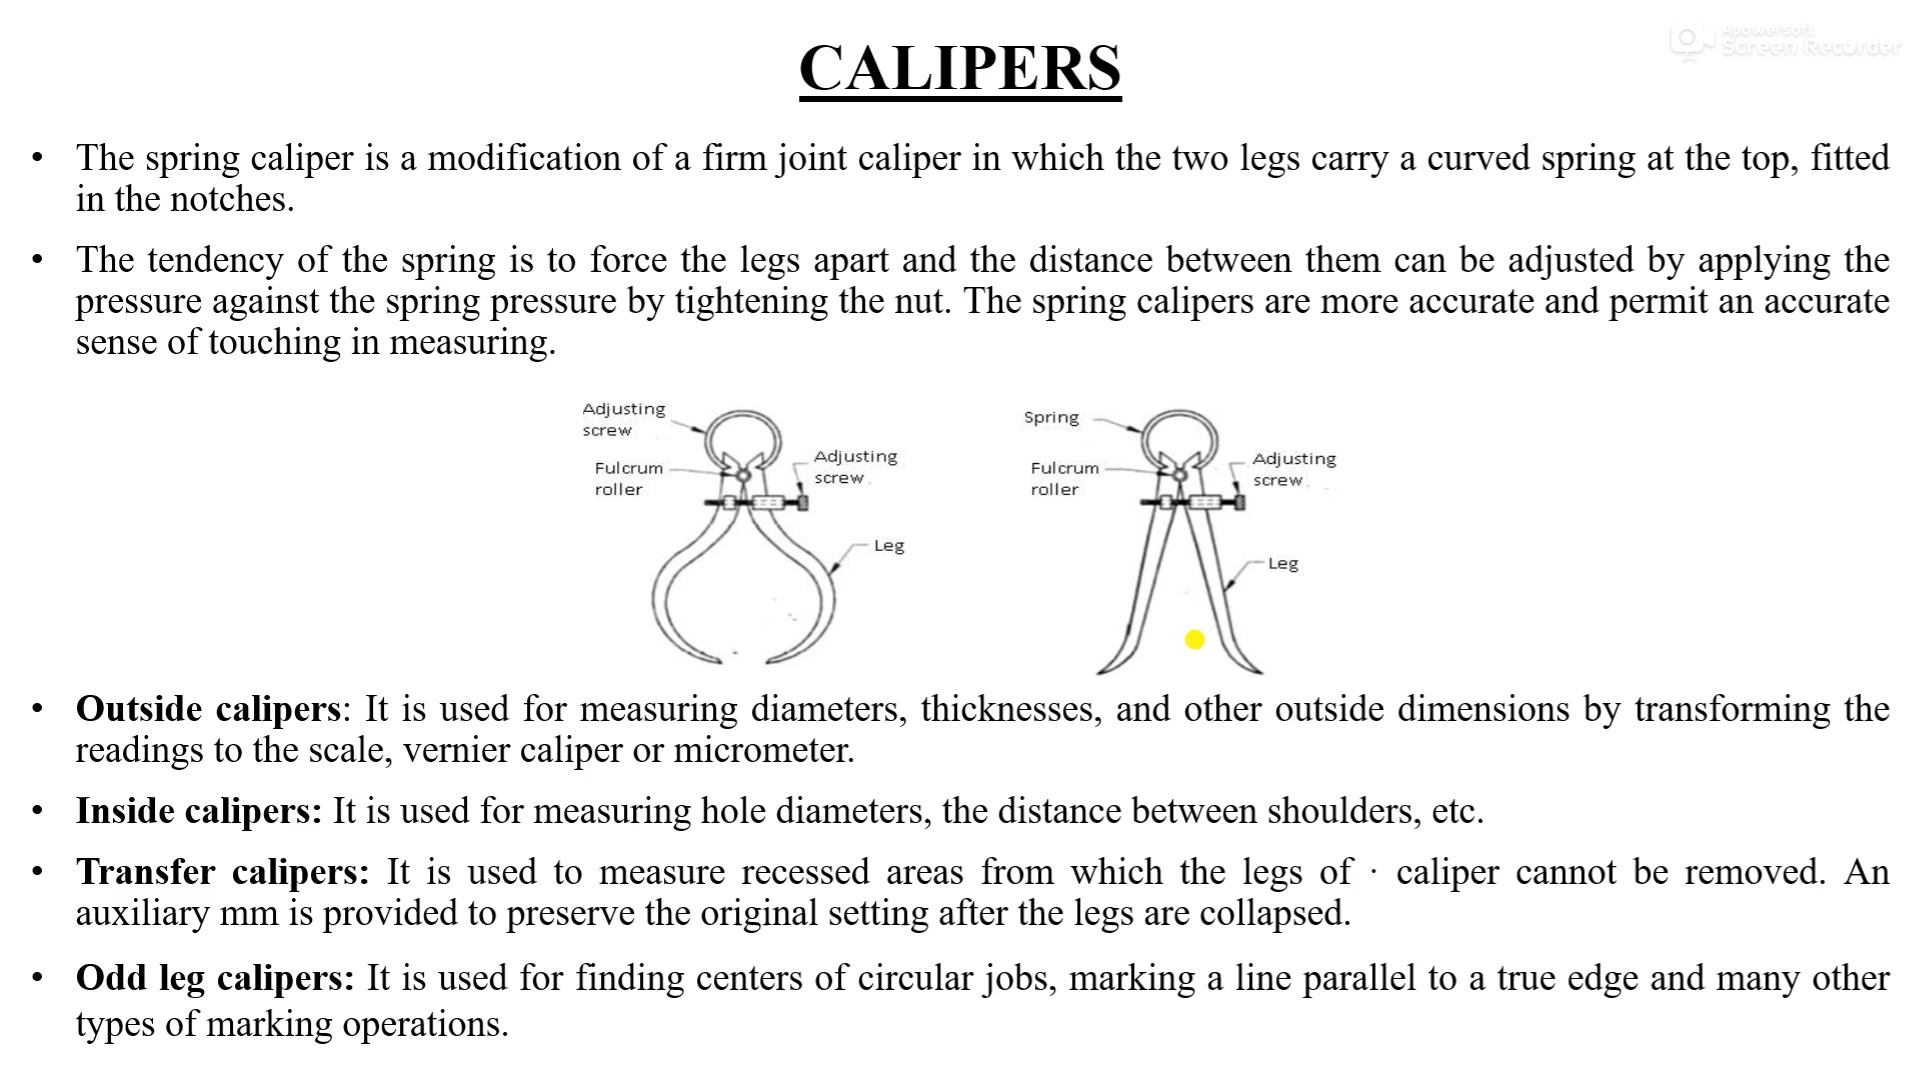 Apowersoft
Screen Recorder
CALIPERS
• The spring caliper is a modification of a firm joint caliper in which the two legs carry a curved spring at the top, fitted
in the notches.
• The tendency of the spring is to force the legs apart and the distance between them can be adjusted by applying the
pressure against the spring pressure by tightening the nut. The spring calipers are more accurate and permit an accurate
sense of touching in measuring.
Adjusting
screw
Fulcrum
roller
Adjusting
screw
Leg
Spring
Fulcrum
roller
Adjusting
screw
Leg
• Outside calipers: It is used for measuring diameters, thicknesses, and other outside dimensions by transforming the
readings to the scale, vernier caliper or micrometer.
• Inside calipers: It is used for measuring hole diameters, the distance between shoulders, etc.
• Transfer calipers: It is used to measure recessed areas from which the legs of · caliper cannot be removed. An
auxiliary mm is provided to preserve the original setting after the legs are collapsed.
• Odd leg calipers: It is used for finding centers of circular jobs, marking a line parallel to a true edge and many other
types of marking operations.